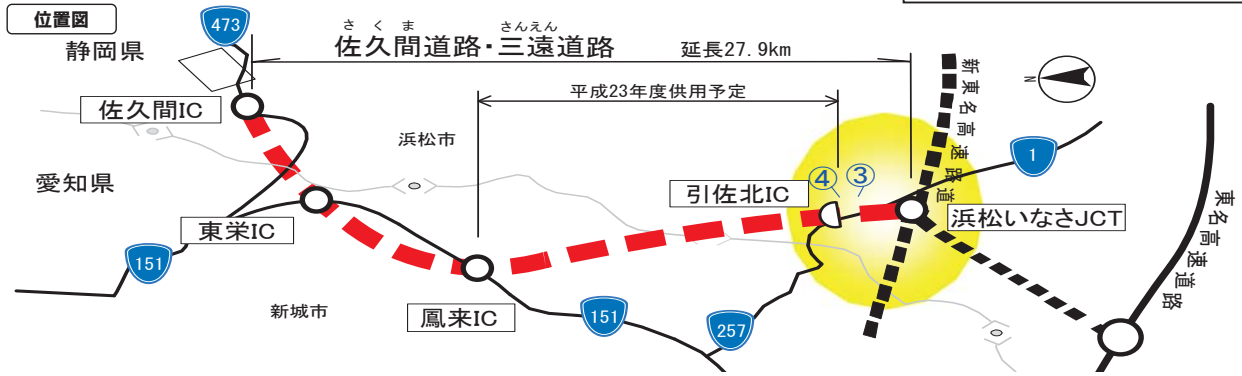 位置図
473
静岡県
さくま さんえん
佐久間道路・三遠道路 延長27.9km
平成23年度供用予定
N
新東名高速道路
佐久間IC
浜松市
1
愛知県
引佐北IC
④ ③
浜松いなさJCT
東名高速道路
東栄IC
151
新城市
鳳来IC
151
257